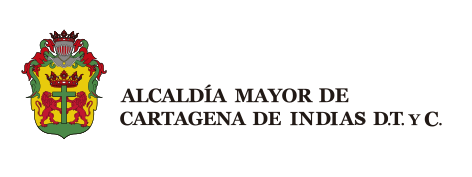 ALCALDÍA MAYOR DE
CARTAGENA DE INDIAS D.T. Y C.